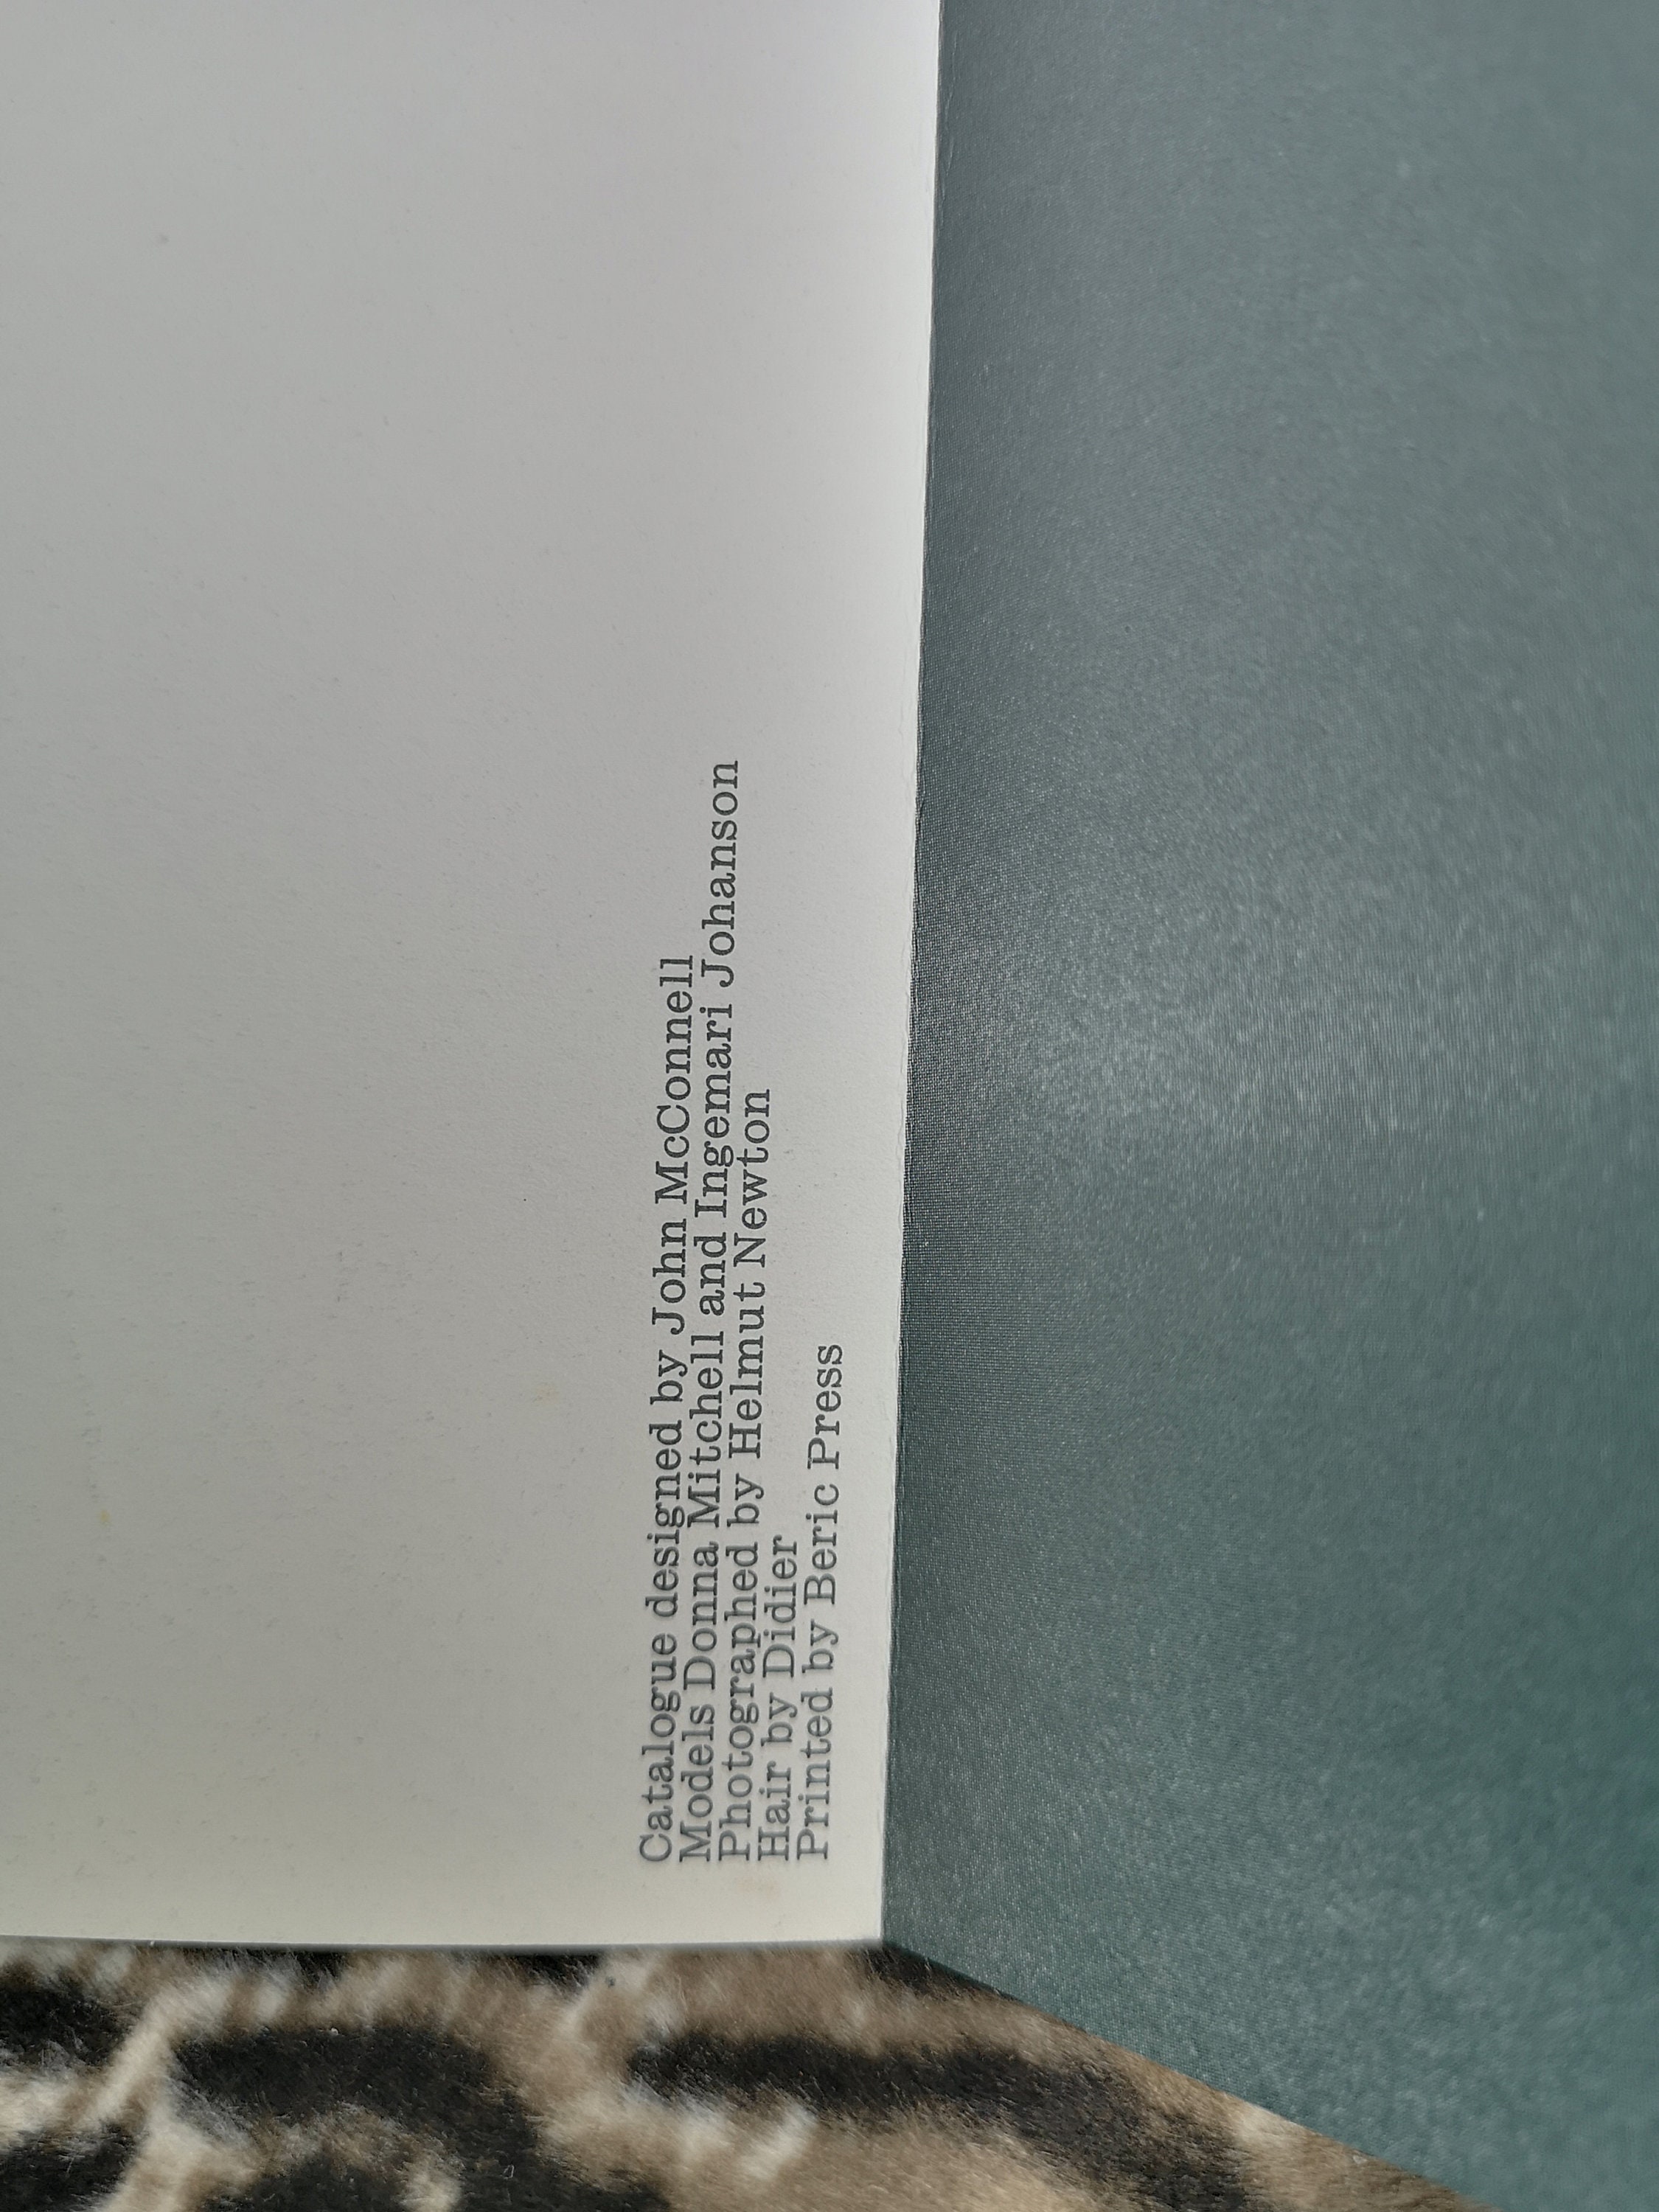 Catalogue designed by John McConnell
Models Donna Mitchell and Ingemari Johanson
Photographed by Helmut Newton
Hair by Didier
Printed by Beric Press